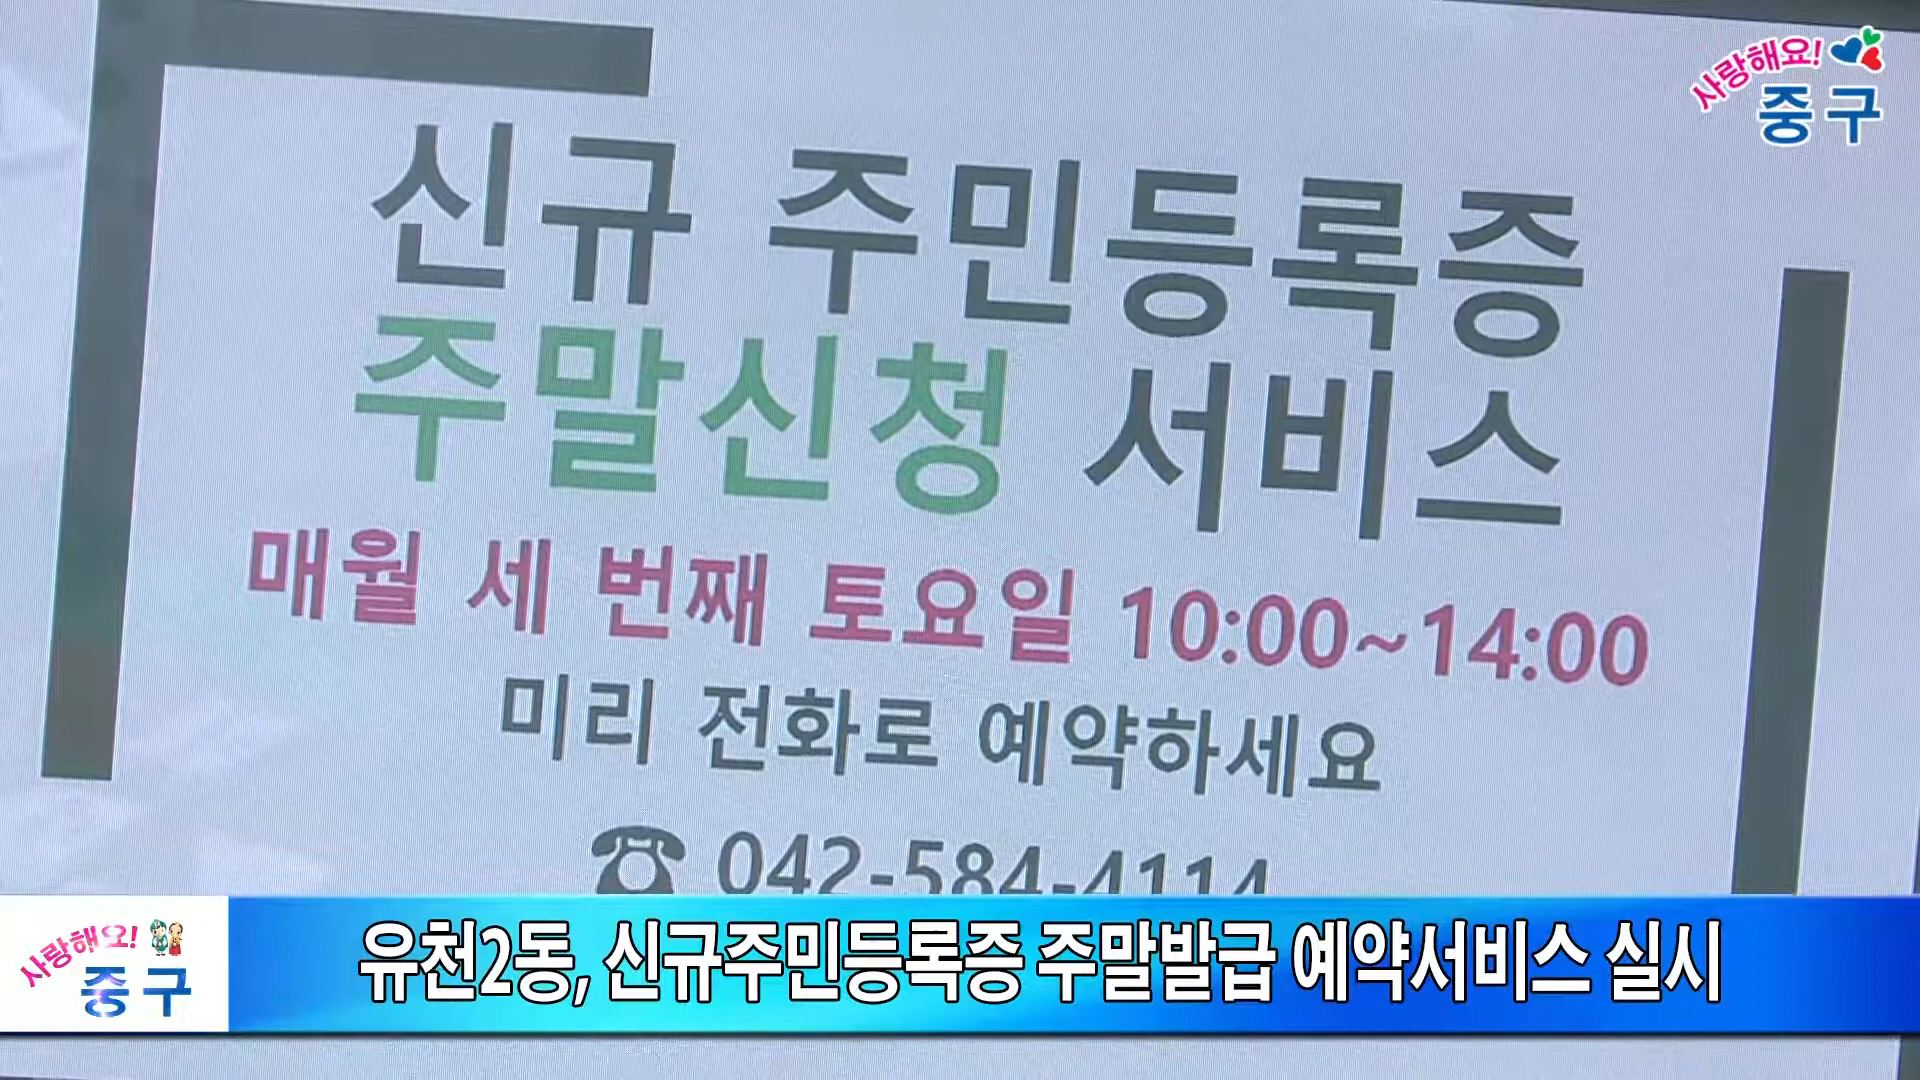 사랑해요!
중구
신규 주민등록증
주말신청 서비스
매월 세 번째 토요일 10:00~14:00
미리 전화로 예약하세요
☎ 042-584-4114
사랑해요!
중구
유천2동, 신규주민등록증 주말발급 예약서비스 실시